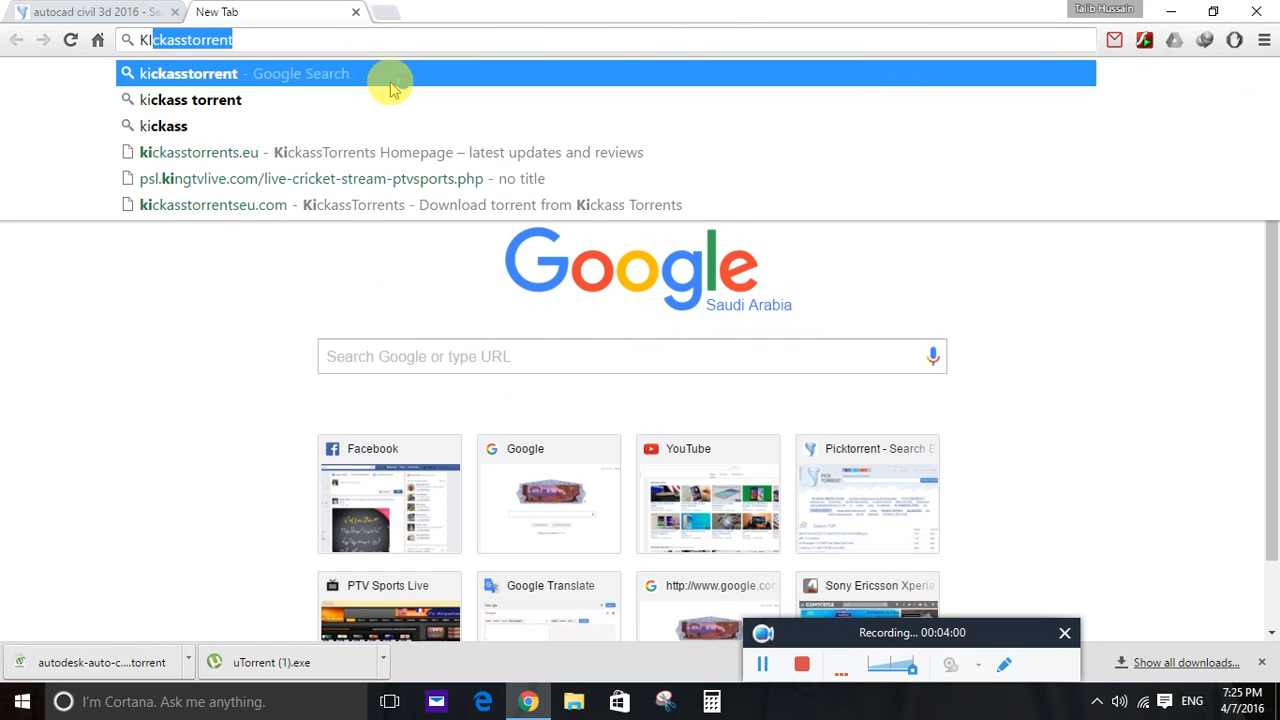 autocad civil 3d 2016 - Se
New Tab
Talib Hussain
KIckasstorrent
kickasstorrent - Google Search
kickass torrent
kickass
kickasstorrents.eu - KickassTorrents Homepage – latest updates and reviews
psl.kingtvlive.com/live-cricket-stream-ptvsports.php - no title
kickasstorrentseu.com - KickassTorrents - Download torrent from Kickass Torrents
Google
Saudi Arabia
Search Google or type URL
Facebook
Google
YouTube
Picktorrent - Search E
PICK TORRENT
PTV Sports Live
Google Translate
http://www.google.con
Sony Ericsson Xperia
Recording... 00:04:00
autodesk-auto-c....torrent
uTorrent (1).exe
Show all downloads...
I'm Cortana. Ask me anything.
ENG
7:25 PM
4/7/2016